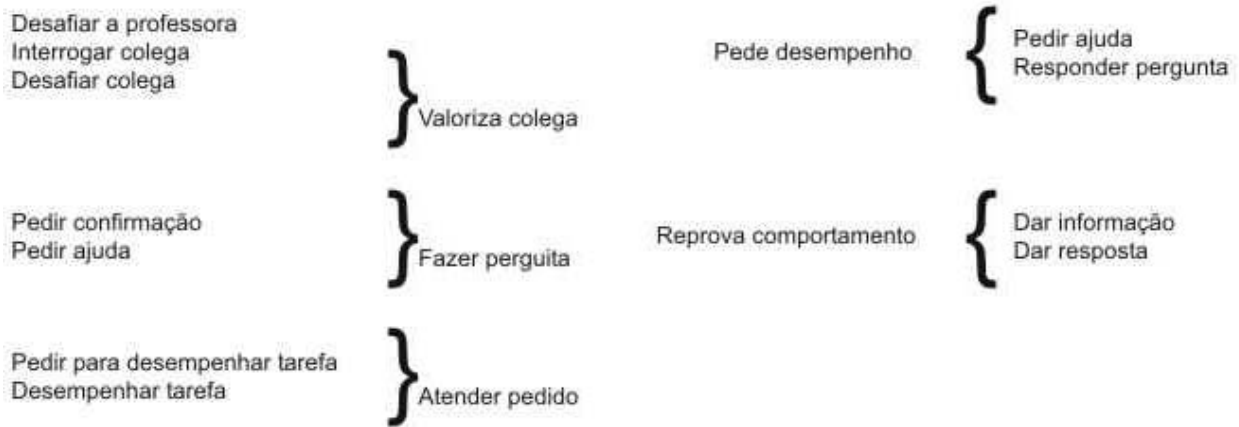 Desafiar a professora
Interrogar colega
Desafiar colega
Valoriza colega
Pedir confirmação
Pedir ajuda
Fazer perguita
Pedir para desempenhar tarefa
Desempenhar tarefa
Atender pedido
Pede desempenho
Pedir ajuda
Responder pergunta
Reprova comportamento
Dar informação
Dar resposta